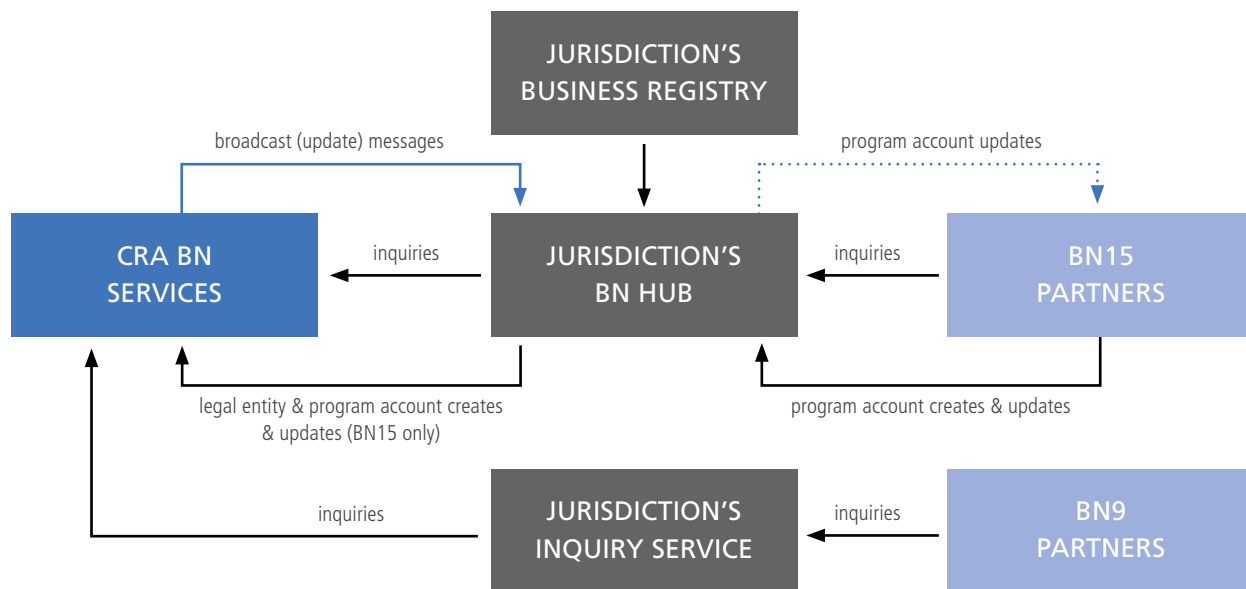 JURISDICTION'S
BUSINESS REGISTRY
broadcast (update) messages
program account updates
CRA BN
SERVICES
inquiries
JURISDICTION'S
BN HUB
inquiries
BN15
PARTNERS
legal entity & program account creates
& updates (BN15 only)
program account creates & updates
inquiries
JURISDICTION'S
INQUIRY SERVICE
inquiries
BN9
PARTNERS